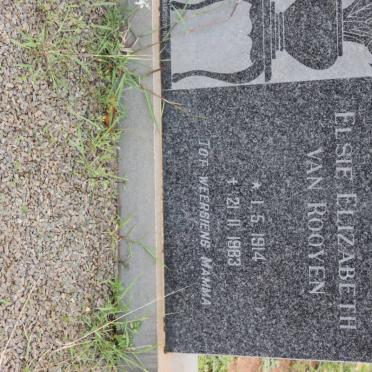 ELSIE ELIZABETH
VAN ROOYEN
* 1.5.1914
+ 21.11.1983
TOT WEERSIENS MAMMA